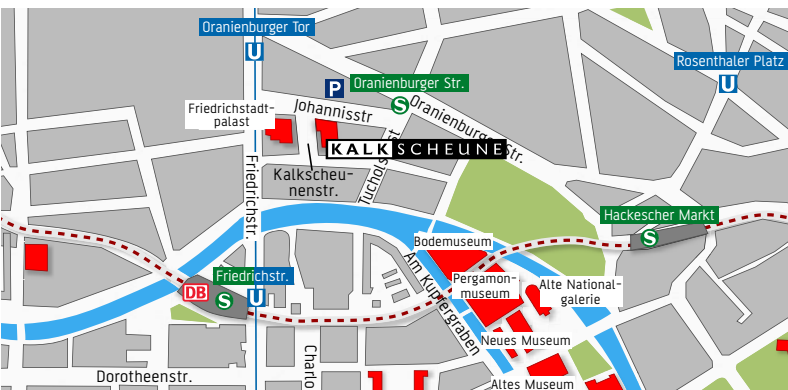 Oranienburger Tor
U
Rosenthaler Platz
U
P
Oranienburger Str.
S
Friedrichstadt-
palast
Johannisstr
Oranienburger Str.
KALKSCHEUNE
Kalkscheu-
nenstr.
Tucholskyst
Friedrichstr.
Hackescher Markt
S
Bodemuseum
Am Kupfergraben
Friedrichstr.
DB
S
U
Pergamon-
museum
Alte National-
galerie
Neues Museum
Altes Museum
Dorotheenstr.
Charlo